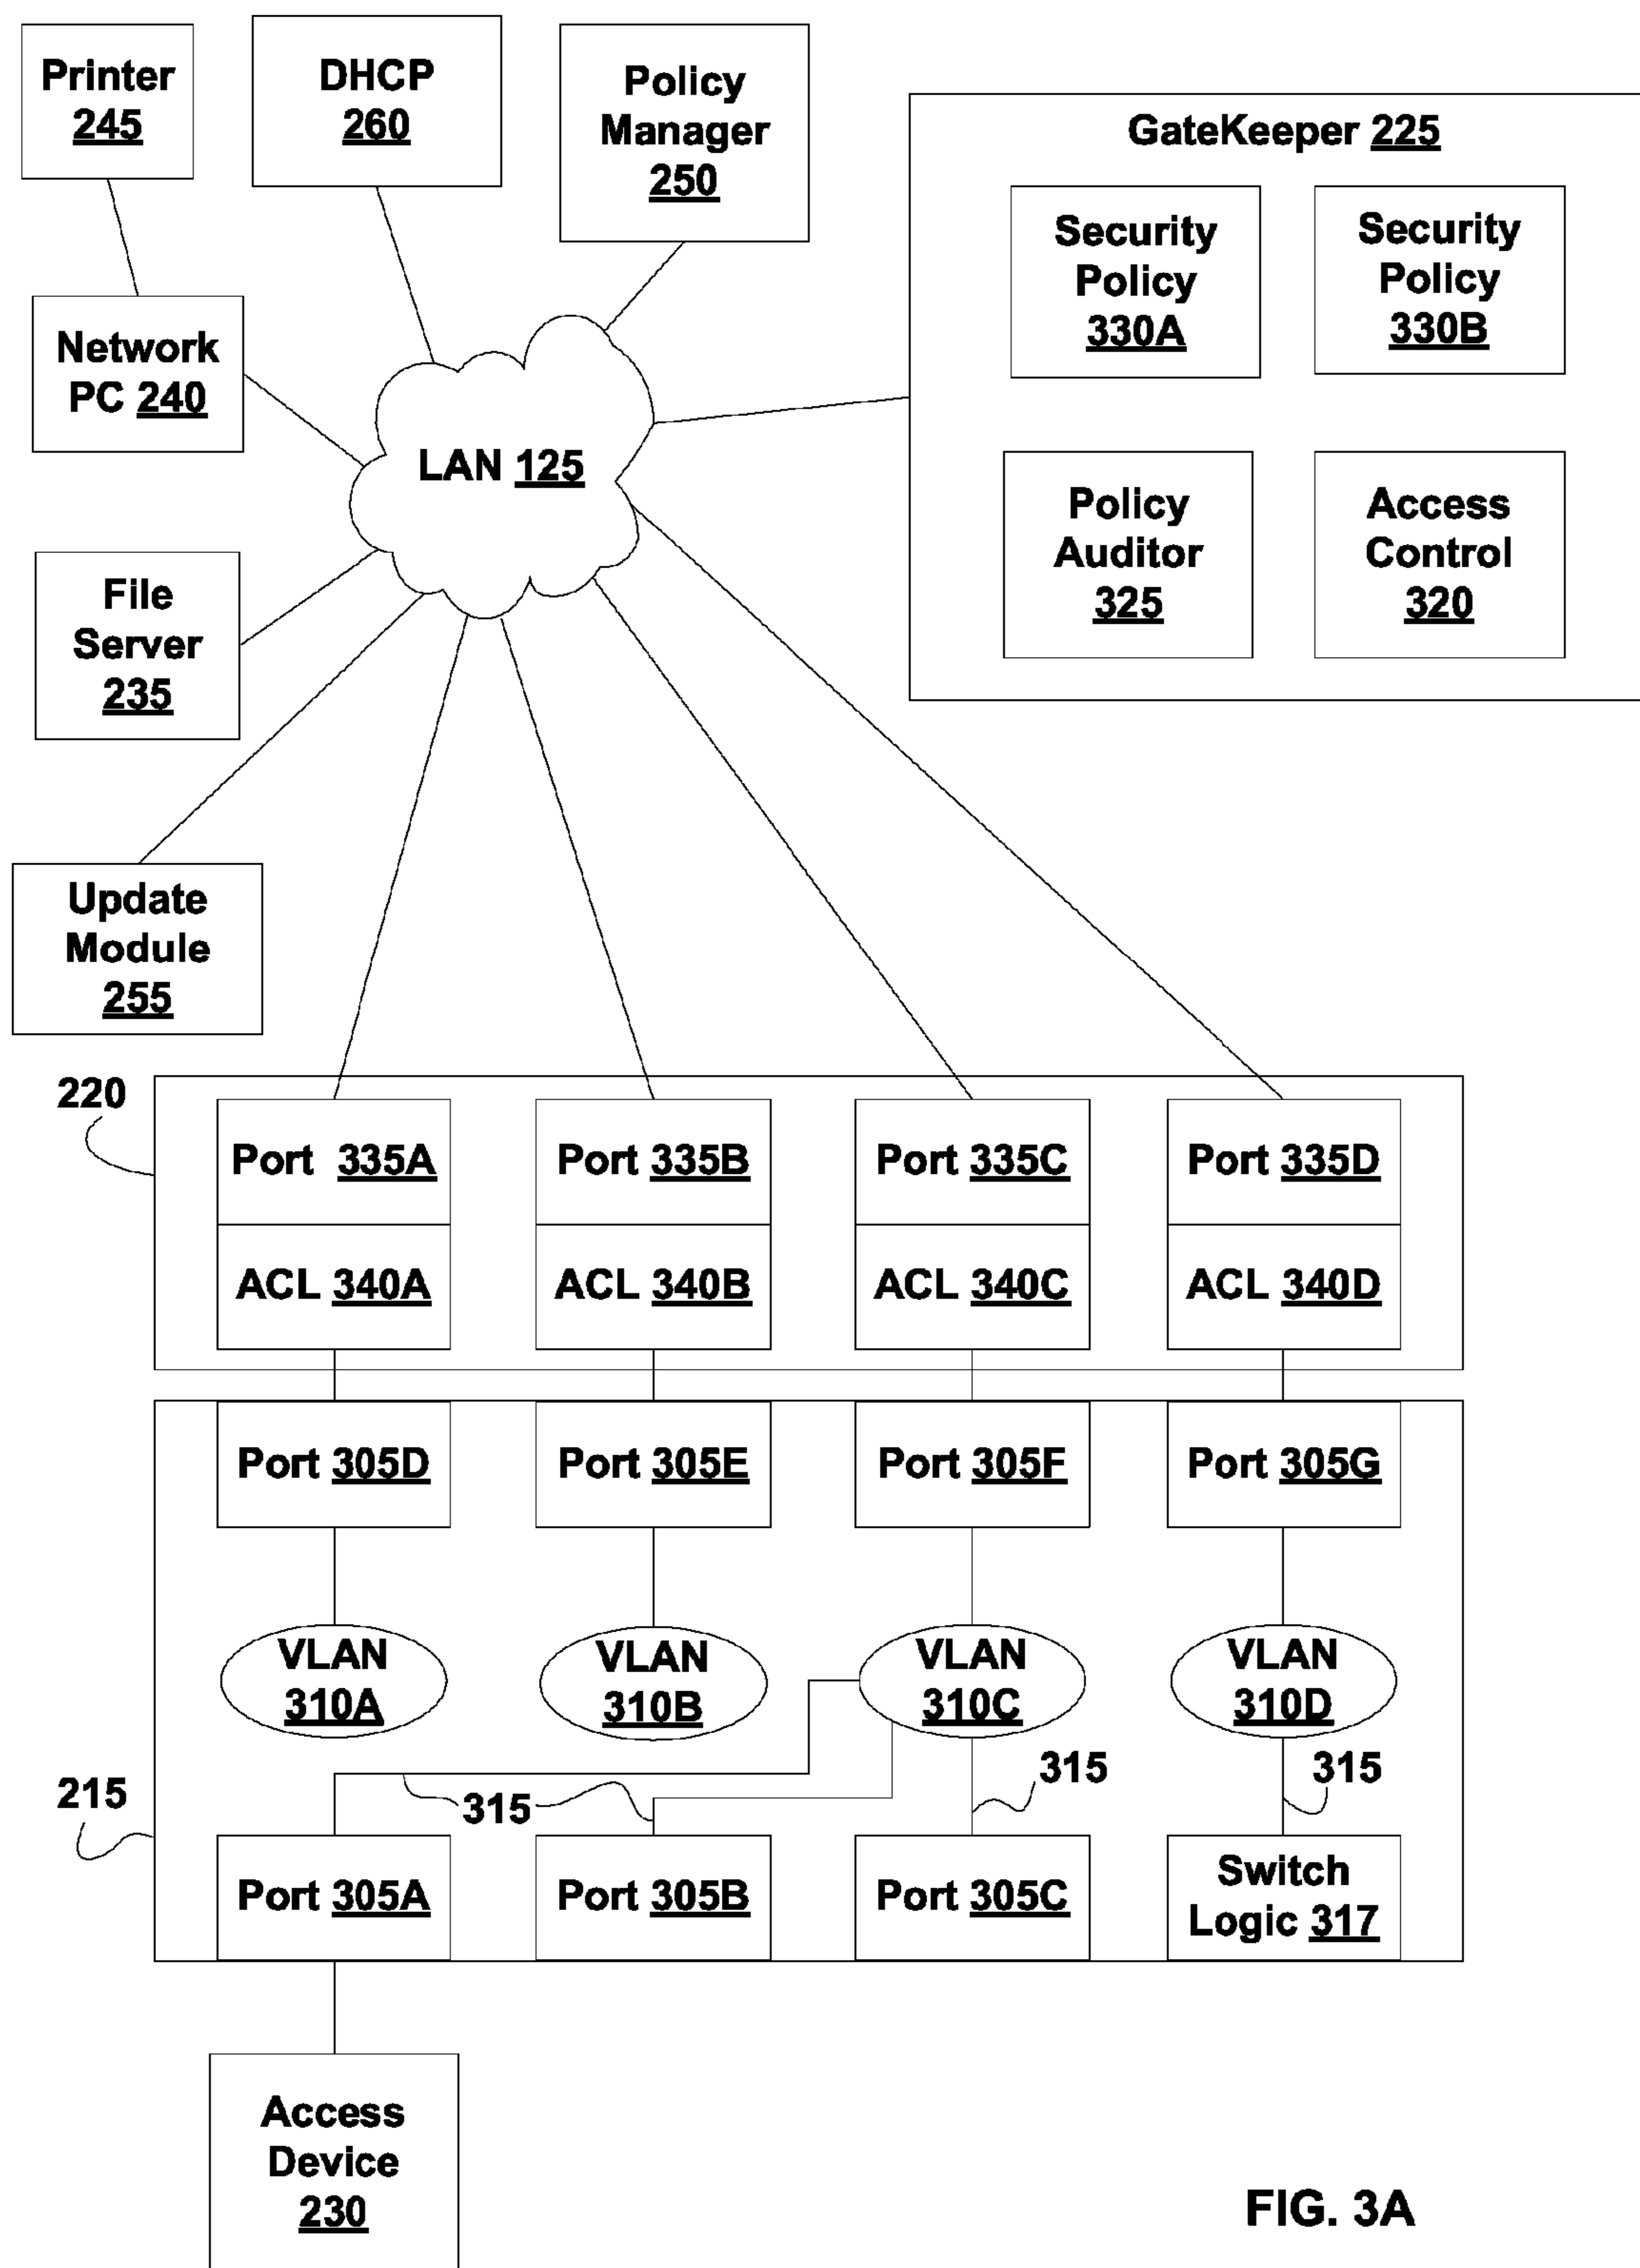 Printer
245
DHCP
260
Policy
Manager
250
GateKeeper 225
Security
Policy
330A
Security
Policy
330B
Network
PC 240
LAN 125
Policy
Auditor
325
Access
Control
320
File
Server
235
Update
Module
255
220
Port 335A
Port 335B
Port 335C
Port 335D
ACL 340A
ACL 340B
ACL 340C
ACL 340D
Port 305D
Port 305E
Port 305F
Port 305G
VLAN
310A
VLAN
310B
VLAN
310C
VLAN
310D
215
315
315
315
Port 305A
Port 305B
Port 305C
Switch
Logic 317
Access
Device
230
FIG. 3A